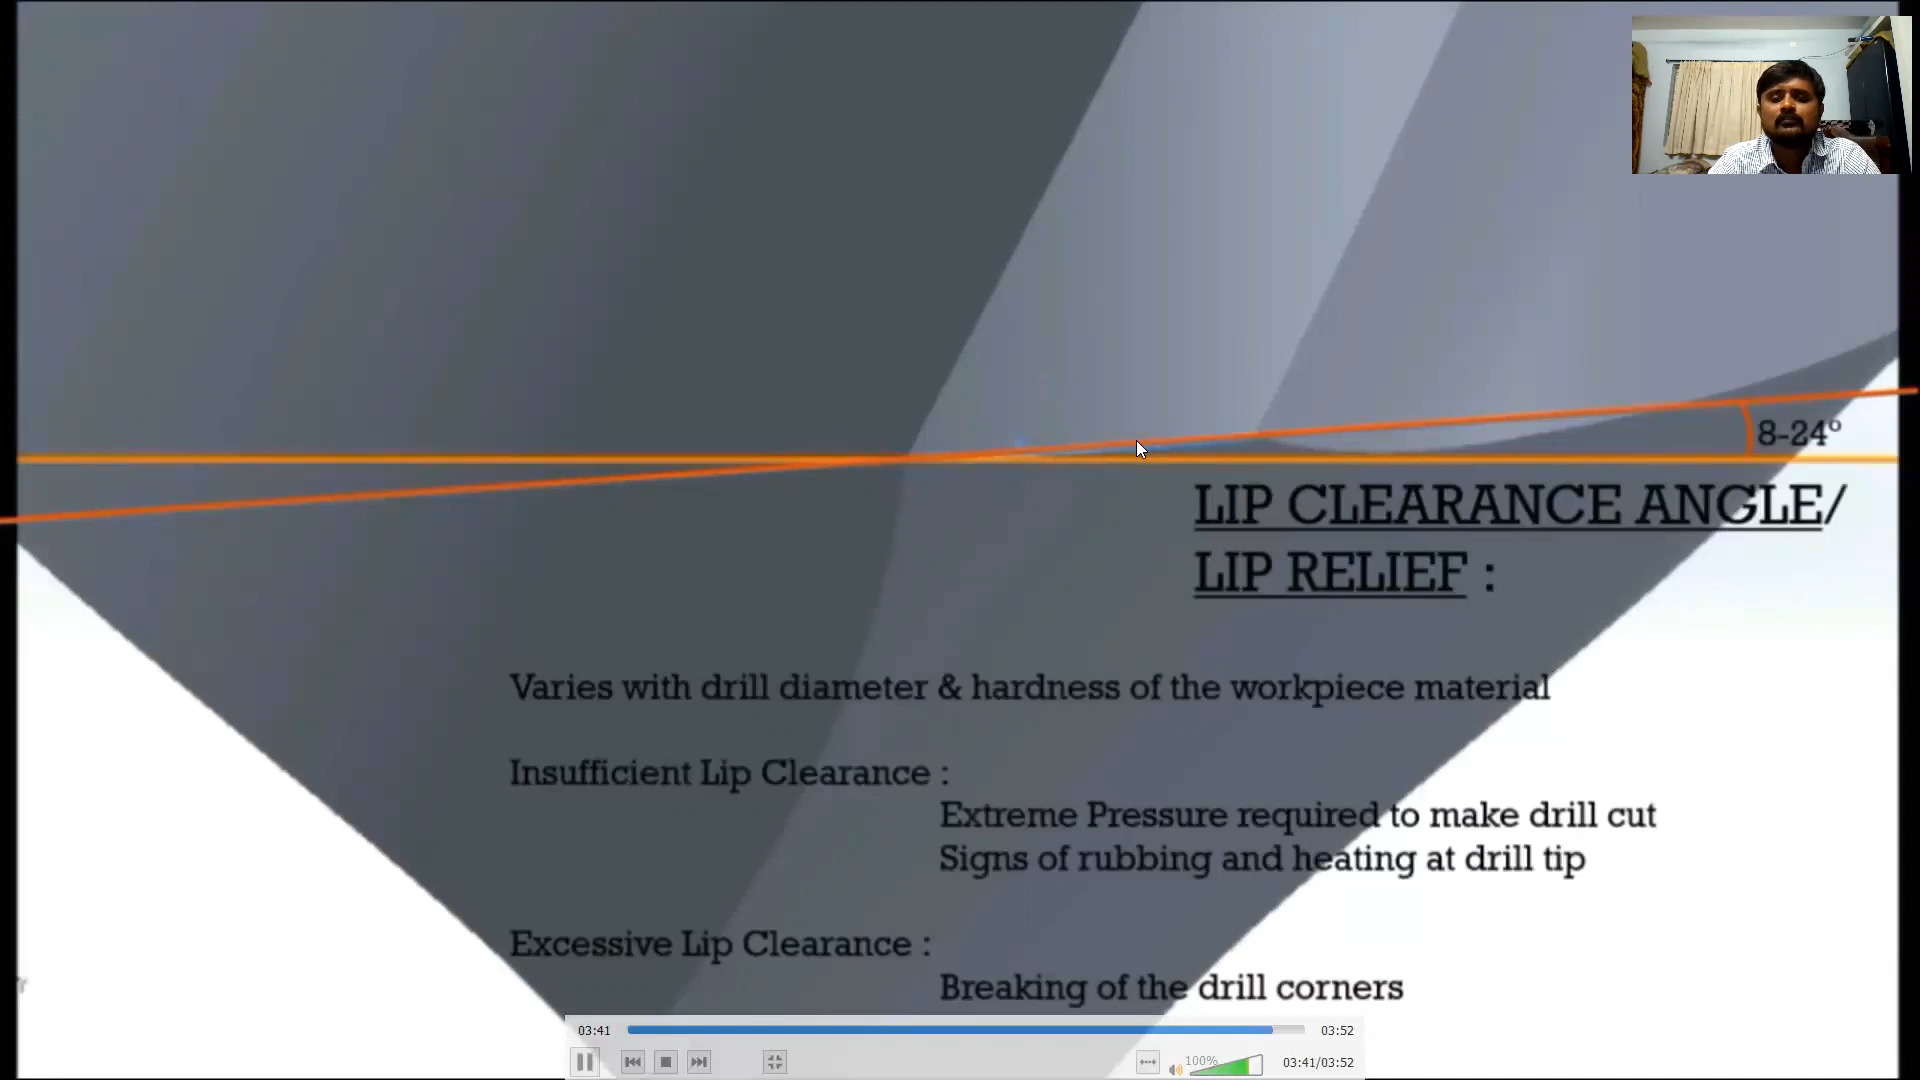 8-24°
LIP CLEARANCE ANGLE/
LIP RELIEF :
Varies with drill diameter & hardness of the workpiece material
Insufficient Lip Clearance :
Extreme Pressure required to make drill cut
Signs of rubbing and heating at drill tip
Excessive Lip Clearance :
Breaking of the drill corners
03:41 03:52
100% 03:41/03:52